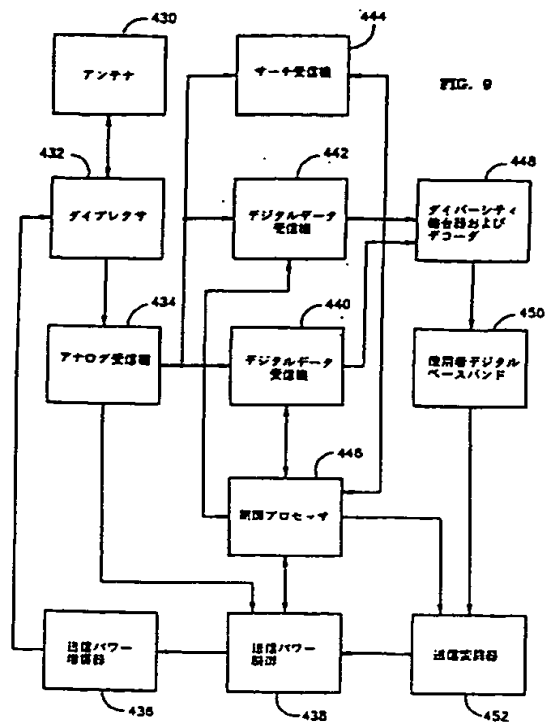 430
アンテナ
444
サーチ受信機
FIG. 9
432
ダイプレクサ
442
デジタルデータ
受信機
448
ダイバーシティ
結合器および
デコーダ
434
アナログ受信機
440
デジタルデータ
受信機
450
使用者デジタル
ベースバンド
446
制御プロセッサ
送信パワー
増幅器
436
送信パワー
438
送信変調器
452